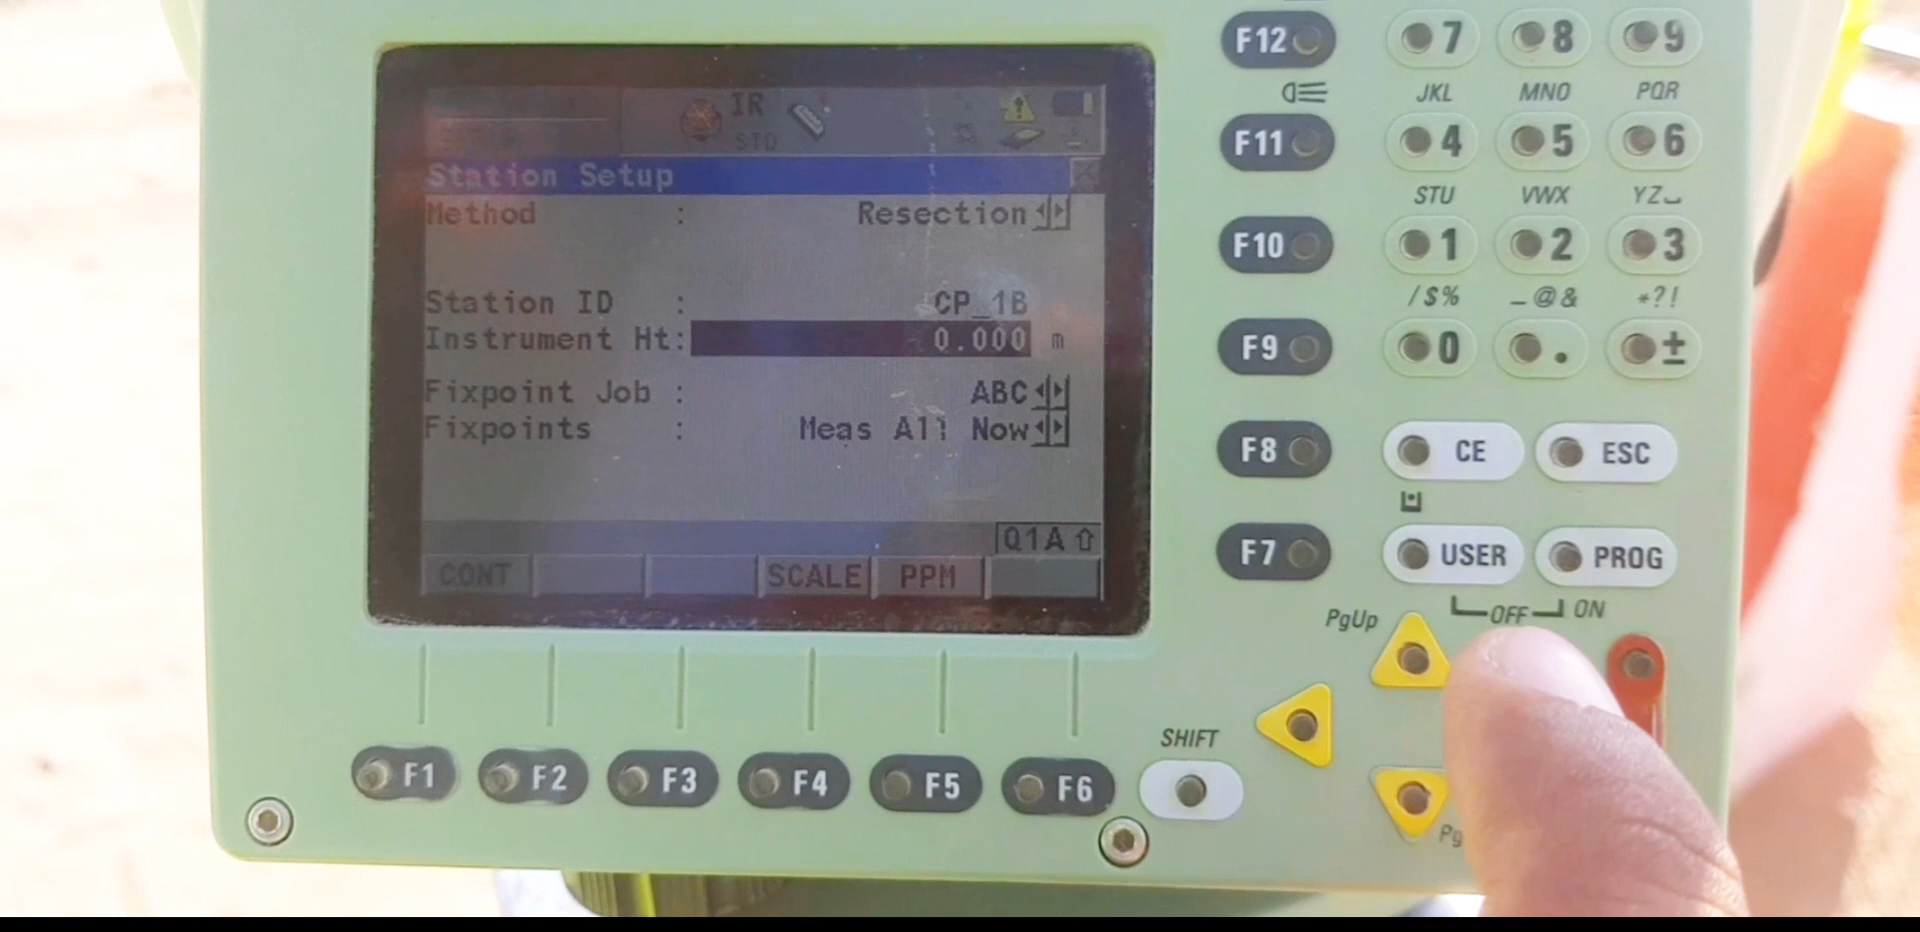 IR
STD
Station Setup
Method : Resection
Station ID : CP_1B
Instrument Ht: 0.000 m
Fixpoint Job : ABC
Fixpoints : Meas All Now
Q1A
CONT SCALE PPM
F1 F2 F3 F4 F5 F6
SHIFT
F12 7 8 9
JKL MNO PQR
F11 4 5 6
STU VWX YZ
F10 1 2 3
/$% _@& *?!
F9 0 . ±
F8 CE ESC
F7 USER PROG
OFF ON
PgUp
Pg